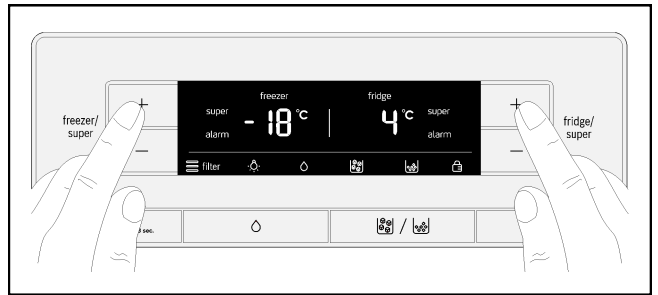 freezer fridge
super -18 °C 4 °C super
alarm alarm
freezer/
super
+
−
+
−
fridge/
super
filter
sec.
/